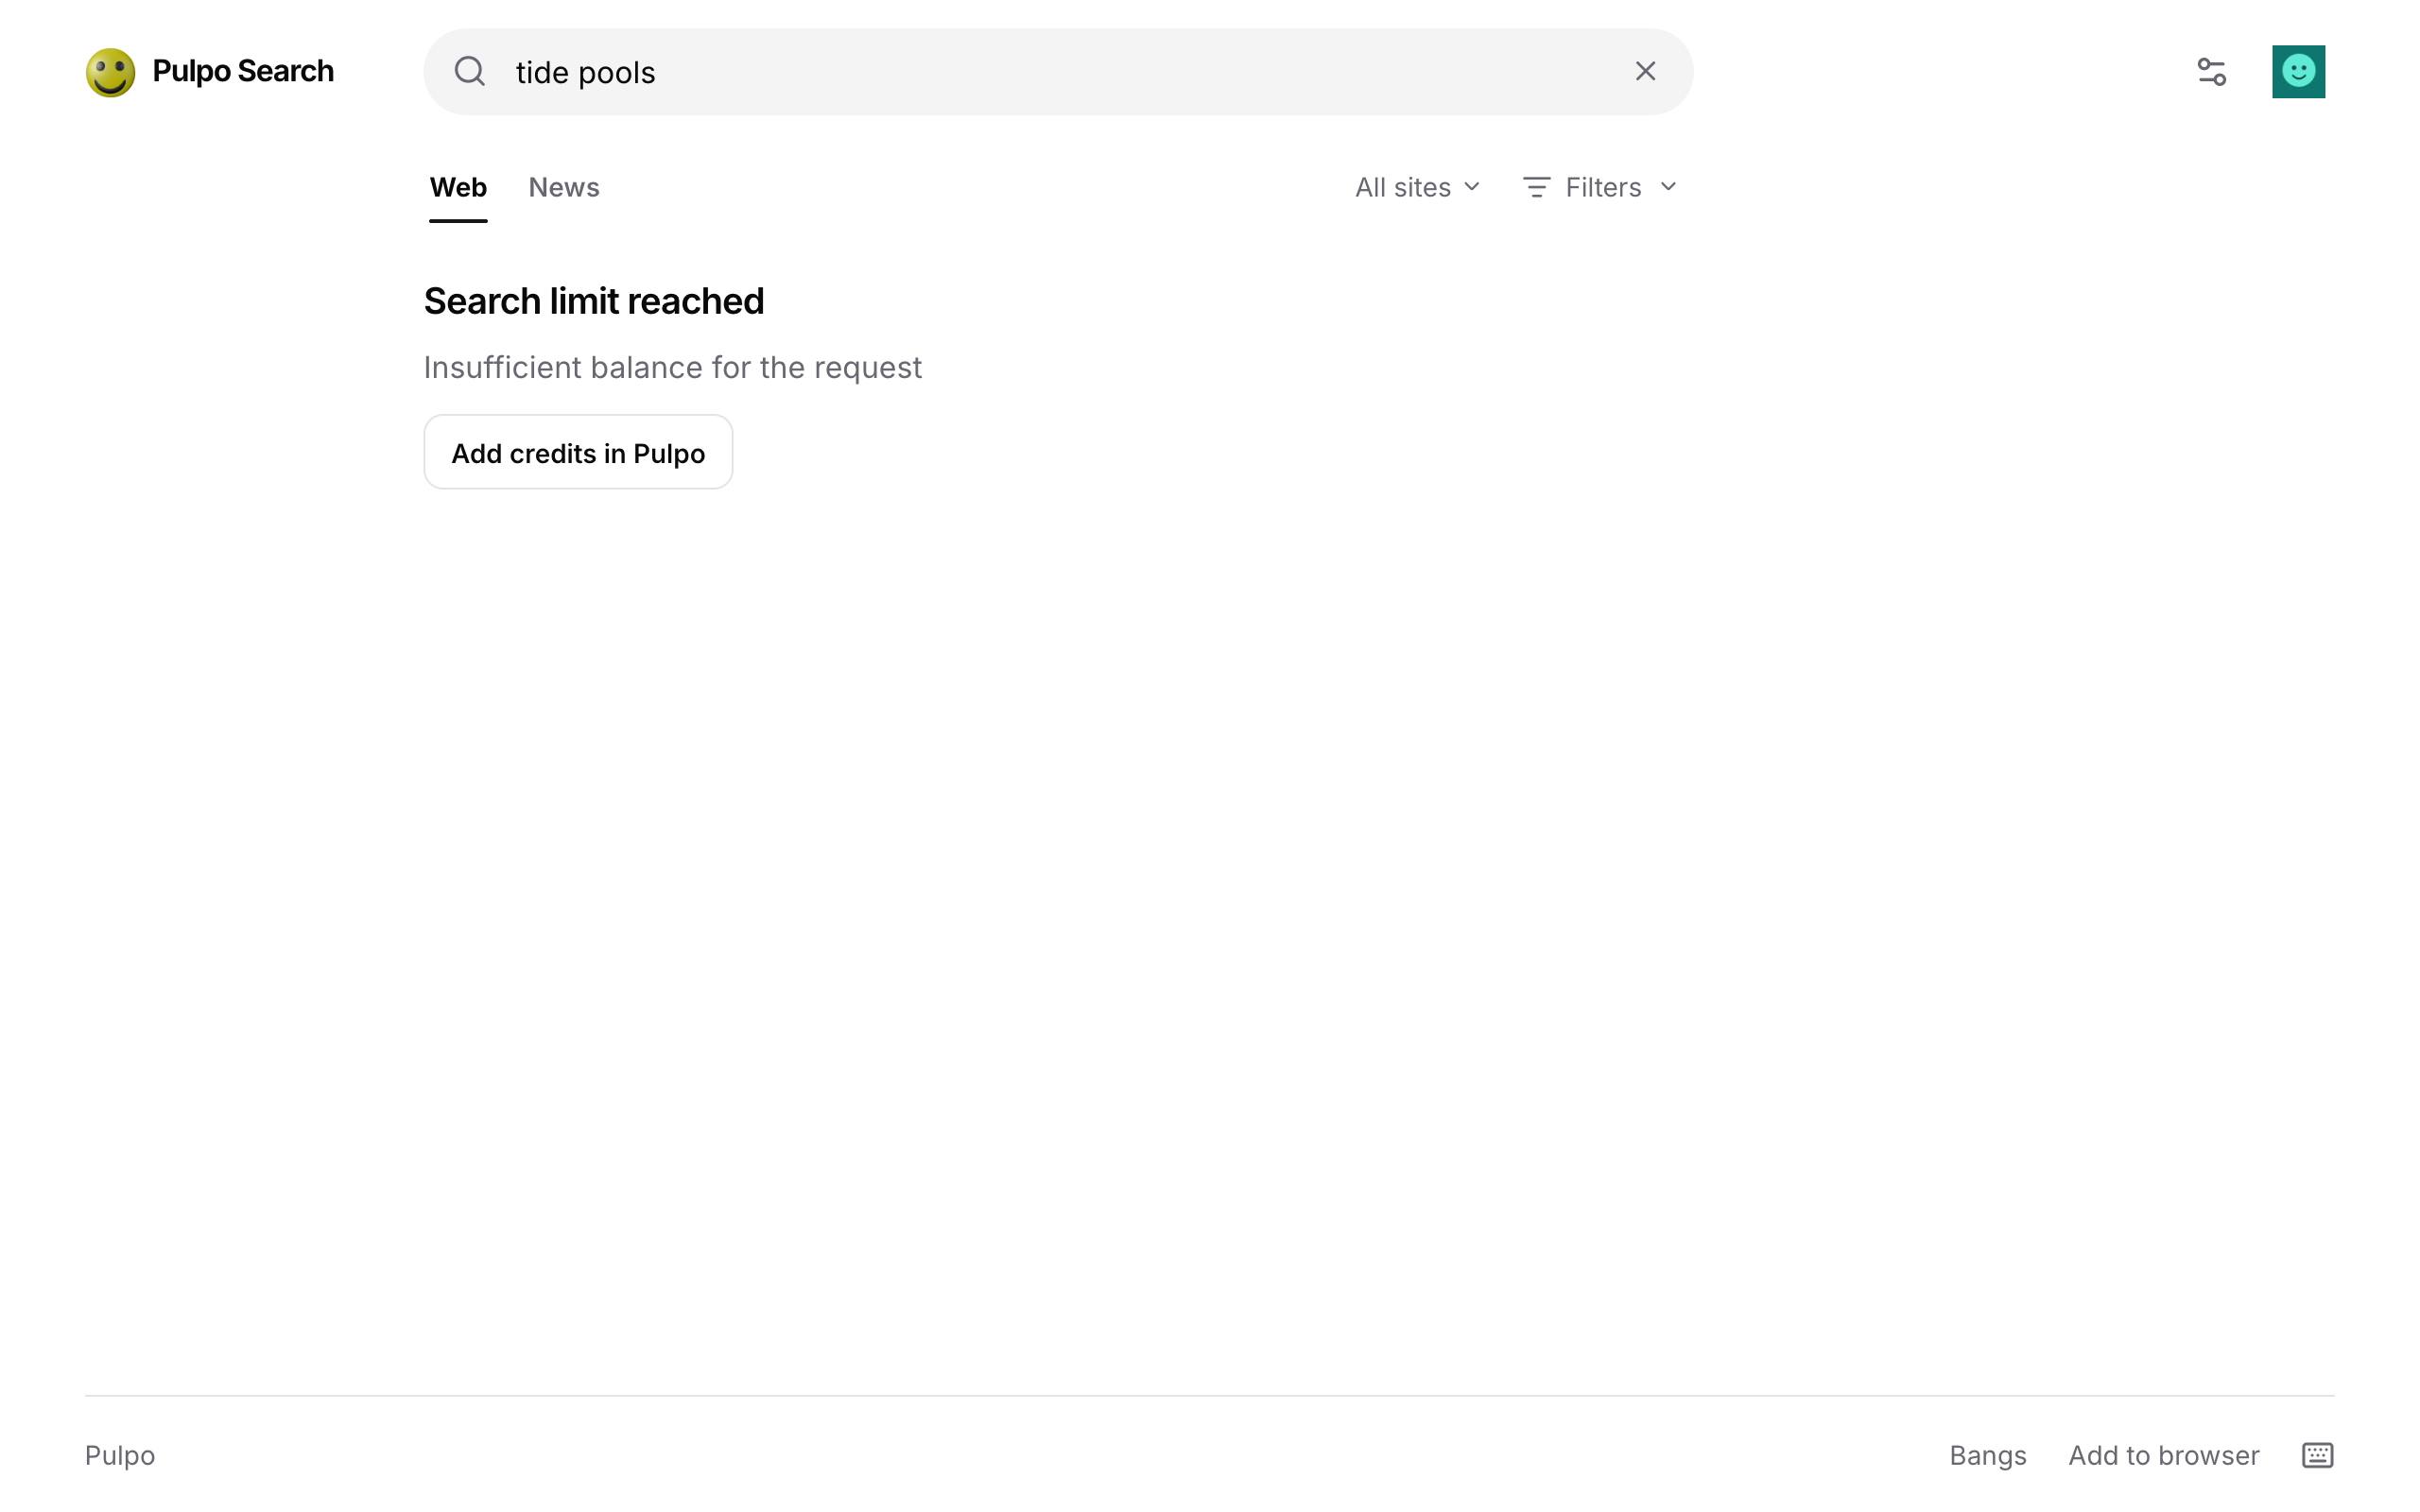 Pulpo Search
tide pools
Web
News
All sites
Filters
Search limit reached
Insufficient balance for the request
Add credits in Pulpo
Pulpo
Bangs
Add to browser